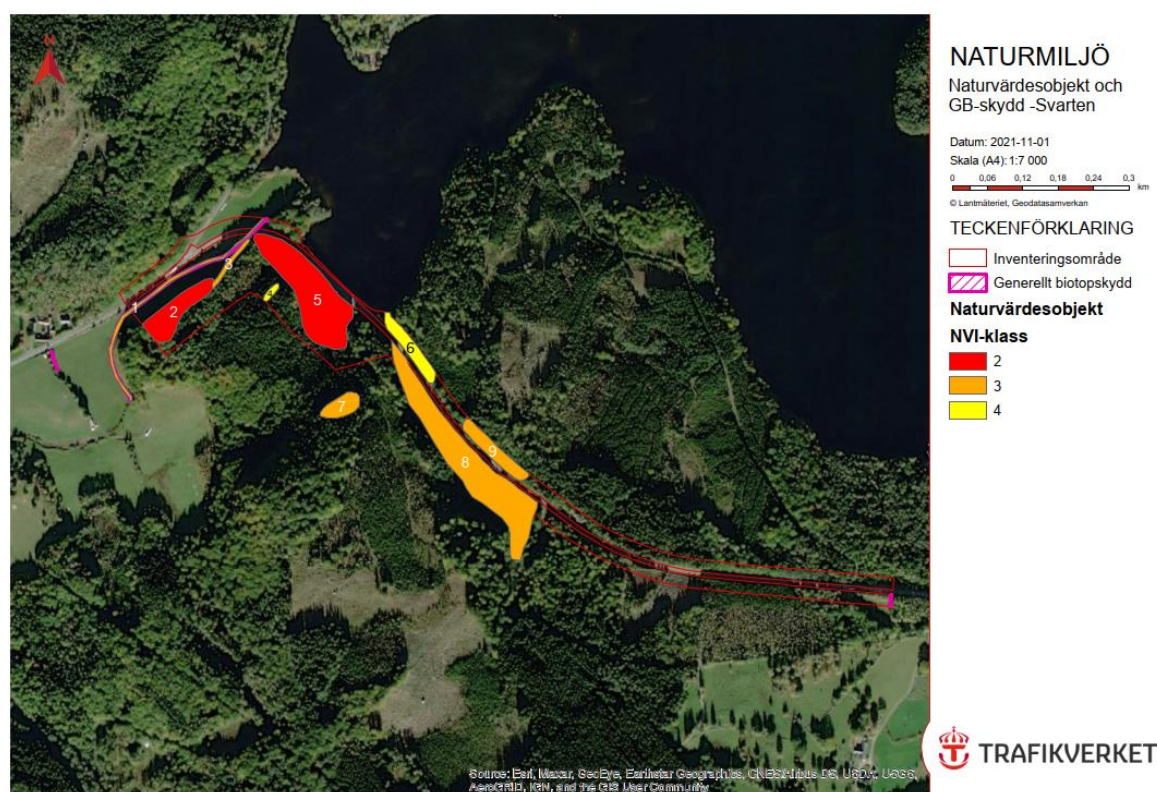 N
1
2
3
4
5
6
7
8
9
NATURMILJÖ
Naturvärdesobjekt och
GB-skydd -Svarten
Datum: 2021-11-01
Skala (A4): 1:7 000
0 0,06 0,12 0,18 0,24 0,3
km
© Lantmäteriet, Geodatasamverkan
TECKENFÖRKLARING
Inventeringsområde
Generellt biotopskydd
Naturvärdesobjekt
NVI-klass
2
3
4
TRAFIKVERKET
Source: Esri, Maxar, GeoEye, Earthstar Geographics, CNES/Airbus DS, USDA, USGS,
AeroGRID, IGN, and the GIS User Community